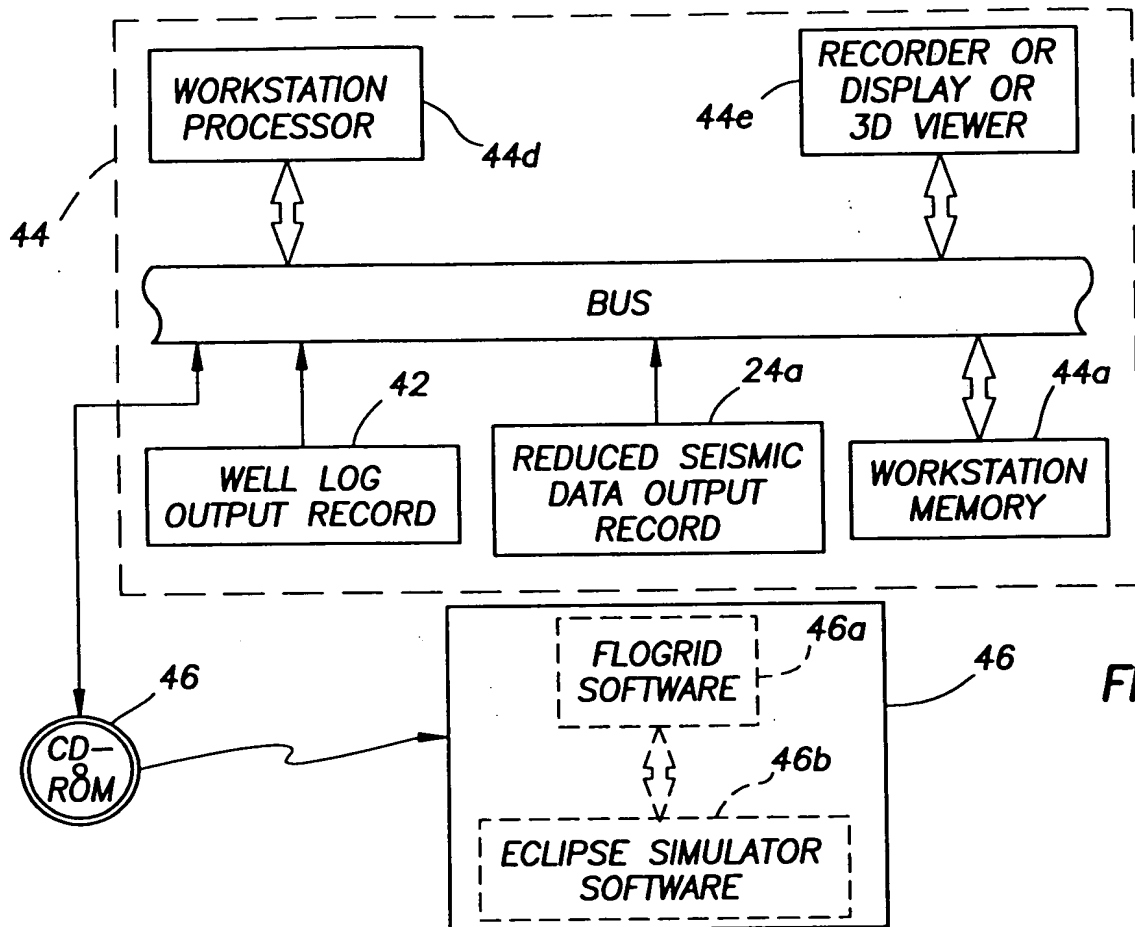 WORKSTATION
PROCESSOR
44d
RECORDER OR
DISPLAY OR
3D VIEWER
44e
44
BUS
42
24a
44a
WELL LOG
OUTPUT RECORD
REDUCED SEISMIC
DATA OUTPUT
RECORD
WORKSTATION
MEMORY
46
CD-
ROM
FLOGRID
SOFTWARE
46a
46
46b
ECLIPSE SIMULATOR
SOFTWARE